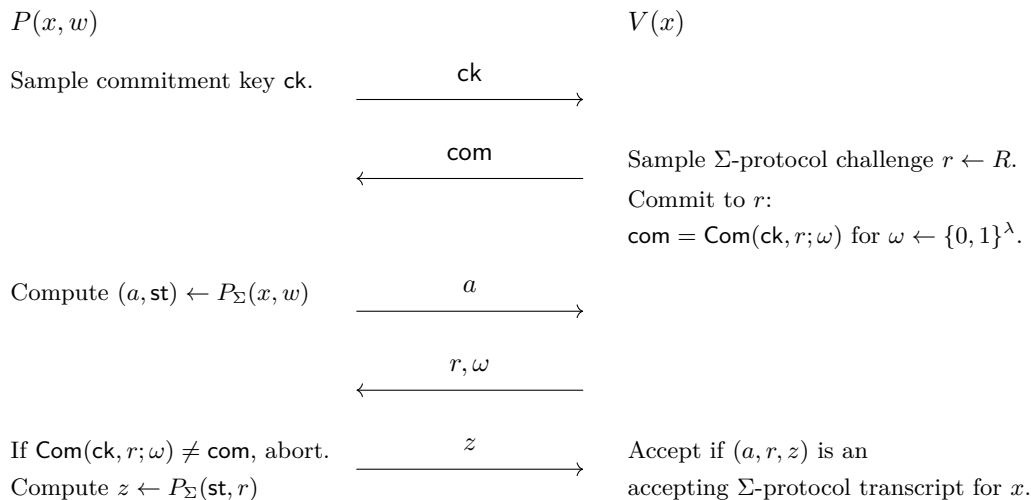 P(x, w) V(x)
Sample commitment key ck. ck
com Sample Σ-protocol challenge r ← R.
Commit to r:
com = Com(ck, r; ω) for ω ← {0, 1}^λ.
Compute (a, st) ← P_Σ(x, w) a
r, ω
If Com(ck, r; ω) ≠ com, abort. z Accept if (a, r, z) is an
Compute z ← P_Σ(st, r) accepting Σ-protocol transcript for x.